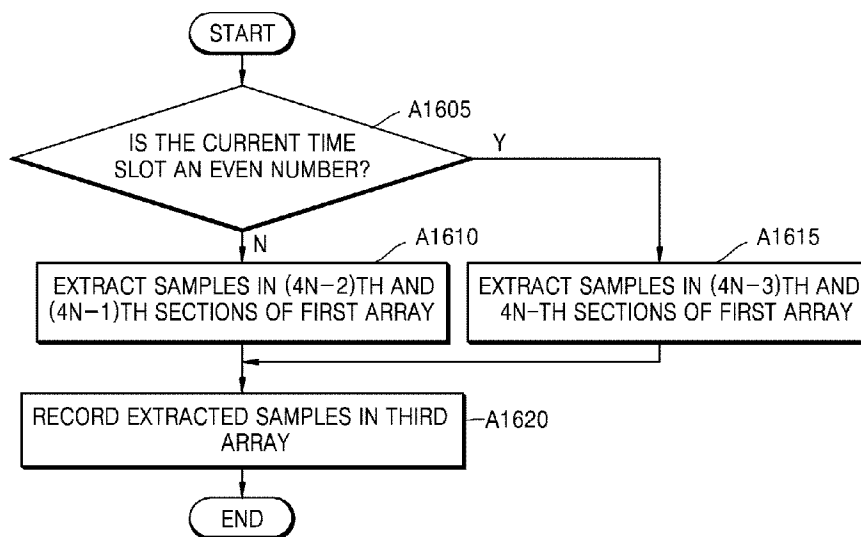 START
A1605
IS THE CURRENT TIME
SLOT AN EVEN NUMBER?
Y
N
A1610
A1615
EXTRACT SAMPLES IN (4N-2)TH AND
(4N-1)TH SECTIONS OF FIRST ARRAY
EXTRACT SAMPLES IN (4N-3)TH AND
4N-TH SECTIONS OF FIRST ARRAY
RECORD EXTRACTED SAMPLES IN THIRD
ARRAY
A1620
END